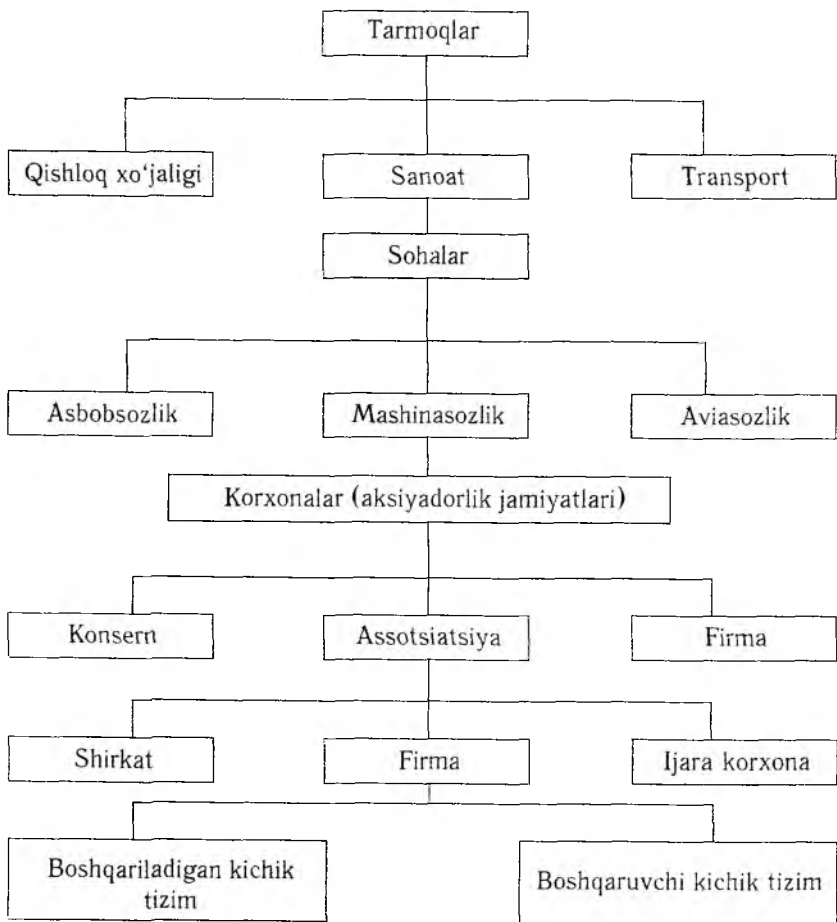 Tarmoqlar
Qishloq xo‘jaligi
Sanoat
Transport
Sohalar
Asbobsozlik
Mashinasozlik
Aviasozlik
Korxonalar (aksiyadorlik jamiyatlari)
Konsern
Assotsiatsiya
Firma
Shirkat
Firma
Ijara korxona
Boshqariladigan kichik
tizim
Boshqaruvchi kichik tizim